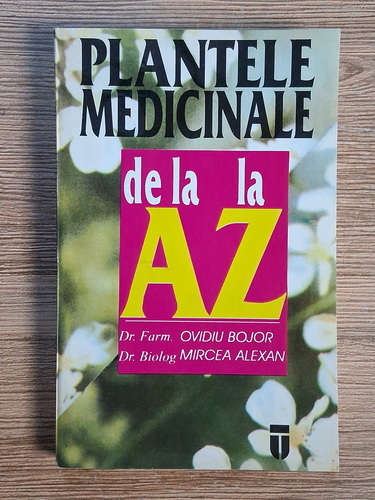 PLANTELE
MEDICINALE
de la la
A Z
Dr. Farm. OVIDIU BOJOR
Dr. Biolog MIRCEA ALEXAN